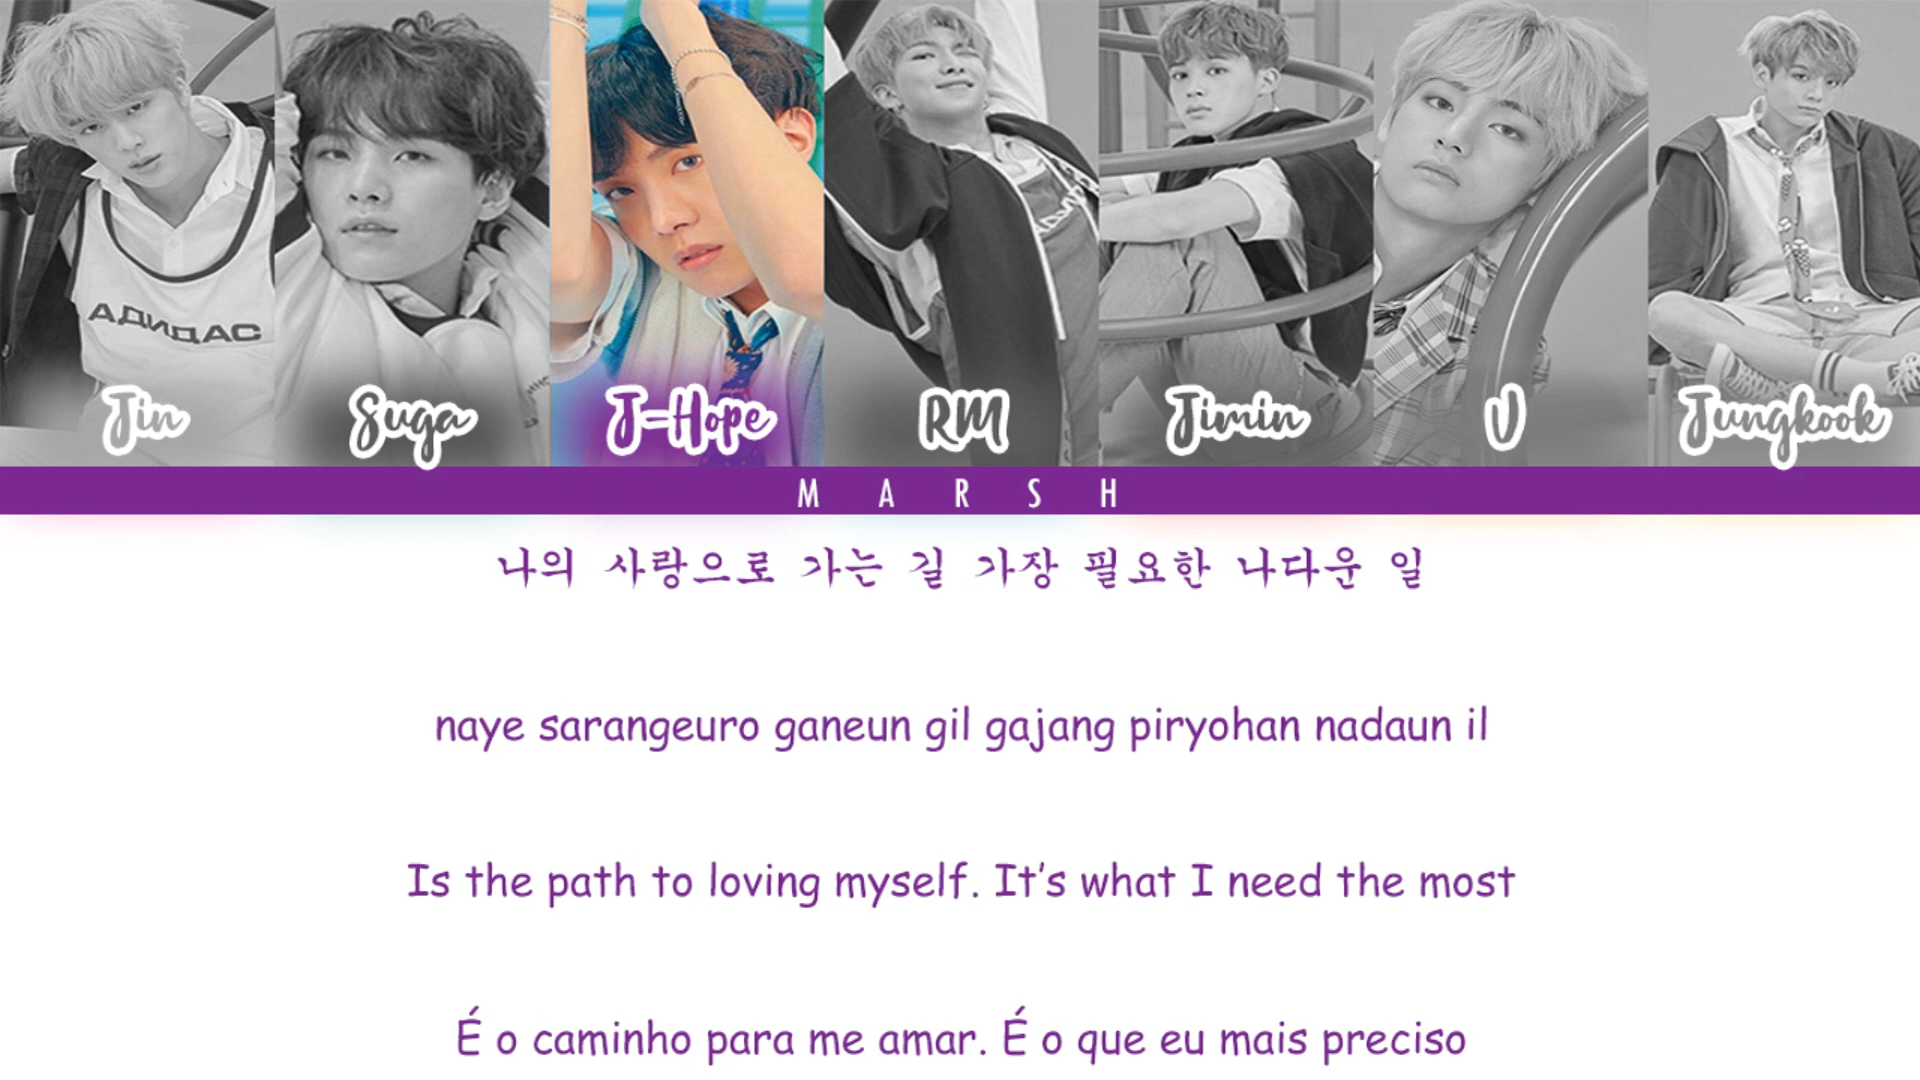 АДИДАС
Jin
Suga
J-Hope
RM
Jimin
V
Jungkook
MARSH
나의 사랑으로 가는 길 가장 필요한 나다운 일
naye sarangeuro ganeun gil gajang piryohan nadaun il
Is the path to loving myself. It's what I need the most
É o caminho para me amar. É o que eu mais preciso